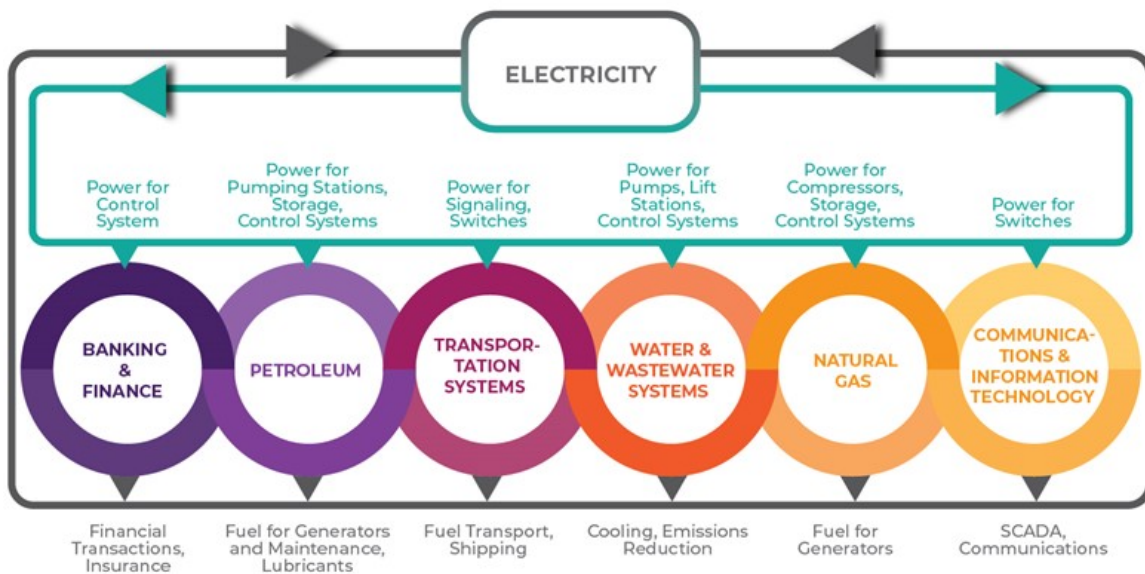 ELECTRICITY
Power for
Control
System
Power for
Pumping Stations,
Storage,
Control Systems
Power for
Signaling,
Switches
Power for
Pumps, Lift
Stations,
Control Systems
Power for
Compressors,
Storage,
Control Systems
Power for
Switches
BANKING
&
FINANCE
PETROLEUM
TRANSPOR-
TATION
SYSTEMS
WATER &
WASTEWATER
SYSTEMS
NATURAL
GAS
COMMUNICA-
TIONS &
INFORMATION
TECHNOLOGY
Financial
Transactions,
Insurance
Fuel for Generators
and Maintenance,
Lubricants
Fuel Transport,
Shipping
Cooling, Emissions
Reduction
Fuel for
Generators
SCADA,
Communications